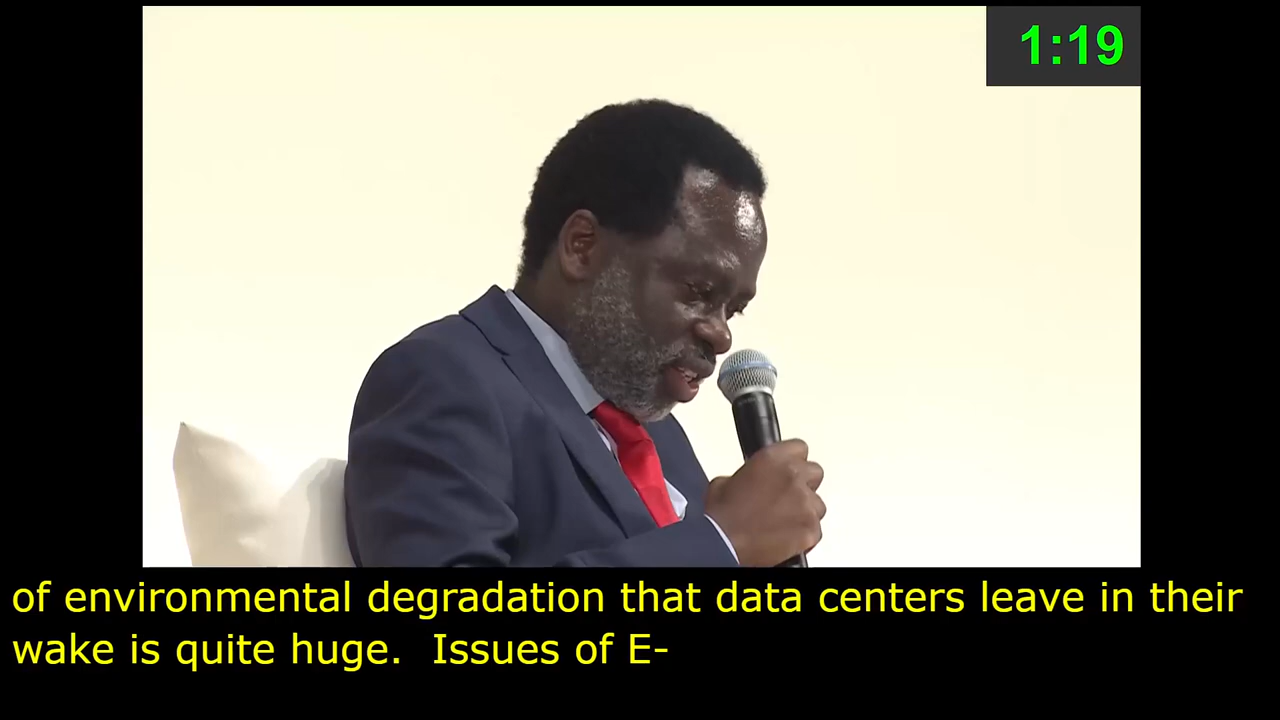 1:19
of environmental degradation that data centers leave in their
wake is quite huge.  Issues of E-